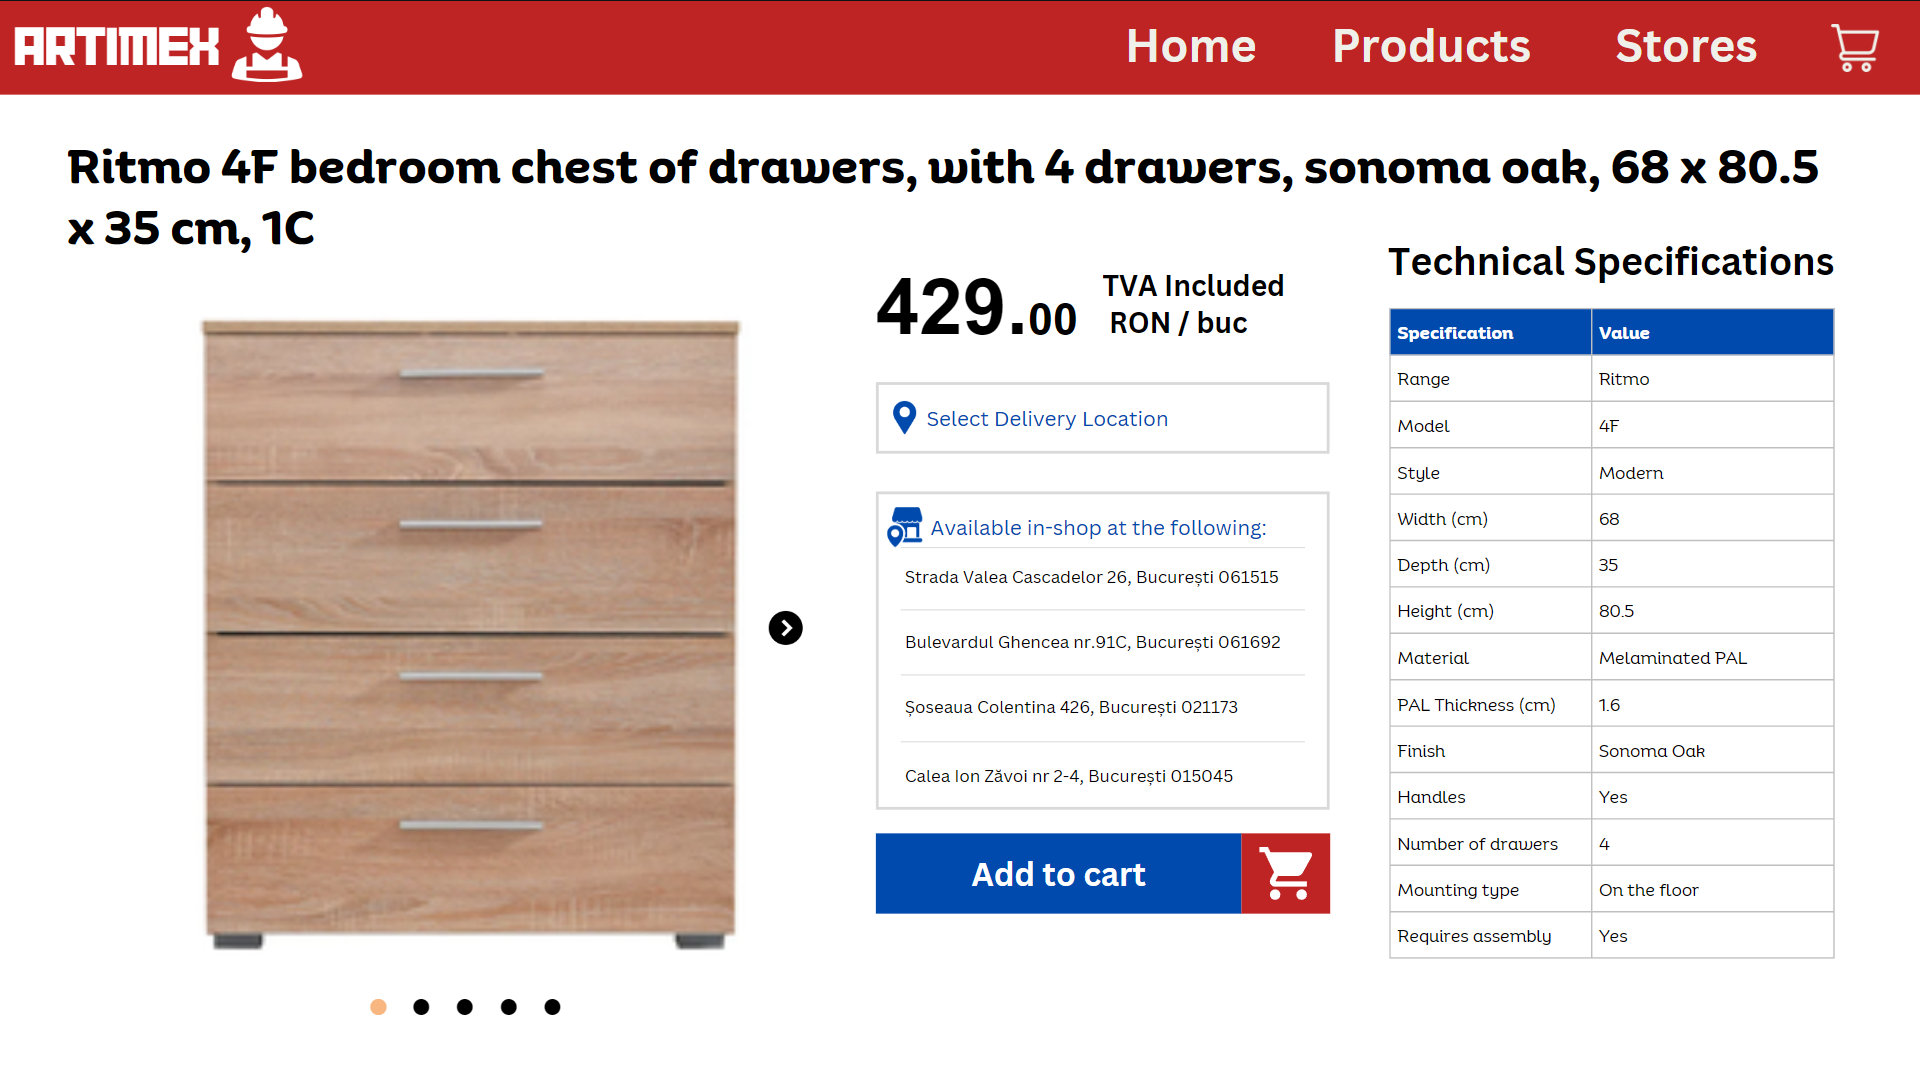 ARTIMEX
Home
Products
Stores
Ritmo 4F bedroom chest of drawers, with 4 drawers, sonoma oak, 68 x 80.5
x 35 cm, 1C
429.00
TVA Included
RON / buc
Select Delivery Location
Available in-shop at the following:
Strada Valea Cascadelor 26, București 061515
Bulevardul Ghencea nr.91C, București 061692
Șoseaua Colentina 426, București 021173
Calea Ion Zăvoi nr 2-4, București 015045
Add to cart
Technical Specifications
Specification Value
Range Ritmo
Model 4F
Style Modern
Width (cm) 68
Depth (cm) 35
Height (cm) 80.5
Material Melaminated PAL
PAL Thickness (cm) 1.6
Finish Sonoma Oak
Handles Yes
Number of drawers 4
Mounting type On the floor
Requires assembly Yes